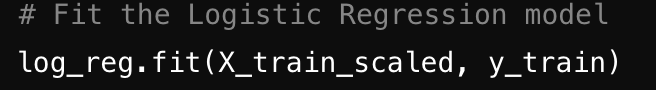 # Fit the Logistic Regression model
log_reg.fit(X_train_scaled, y_train)